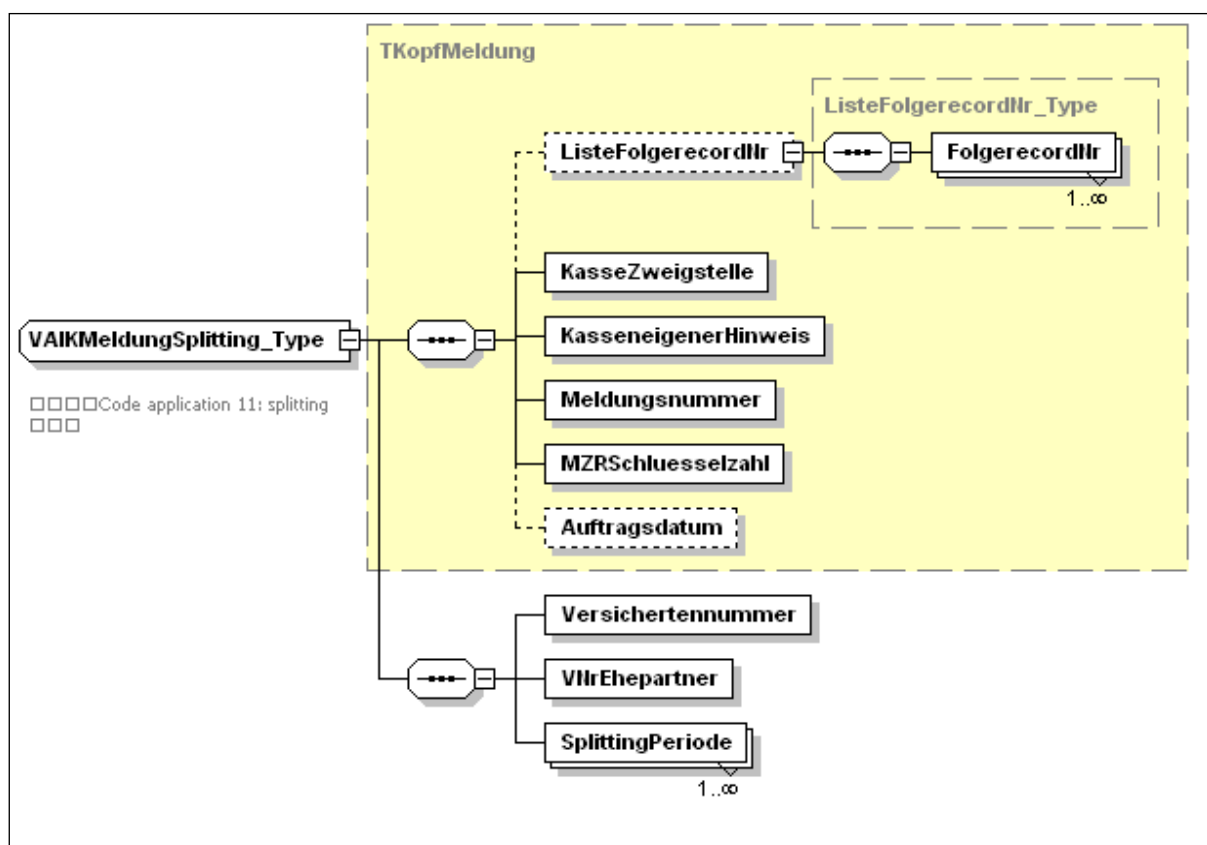 TKopfMeldung
ListeFolgerecordNr_Type
ListeFolgerecordNr
FolgerecordNr
1..∞
KasseZweigstelle
KasseneigenerHinweis
VAIKMeldungSplitting_Type
Meldungsnummer
□□□□Code application 11: splitting
□□□
MZRSchluesselzahl
Auftragsdatum
Versichertennummer
VNrEhepartner
SplittingPeriode
1..∞